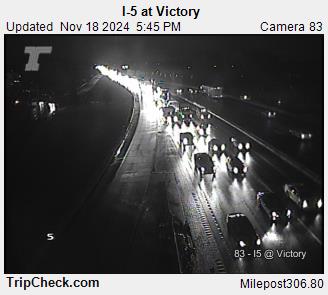 I-5 at Victory
Updated Nov 18 2024 5:45 PM Camera 83
T
S
83 - I5 @ Victory
TripCheck.com Milepost306.80